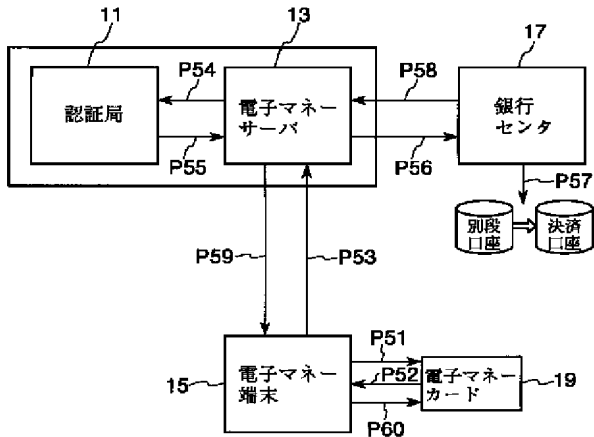 11
13
17
P54
P58
認証局
電子マネー
サーバ
銀行
センタ
P55
P56
P57
別段
口座
決済
口座
P59
P53
P51
15
電子マネー
端末
P52
電子マネー
カード
19
P60